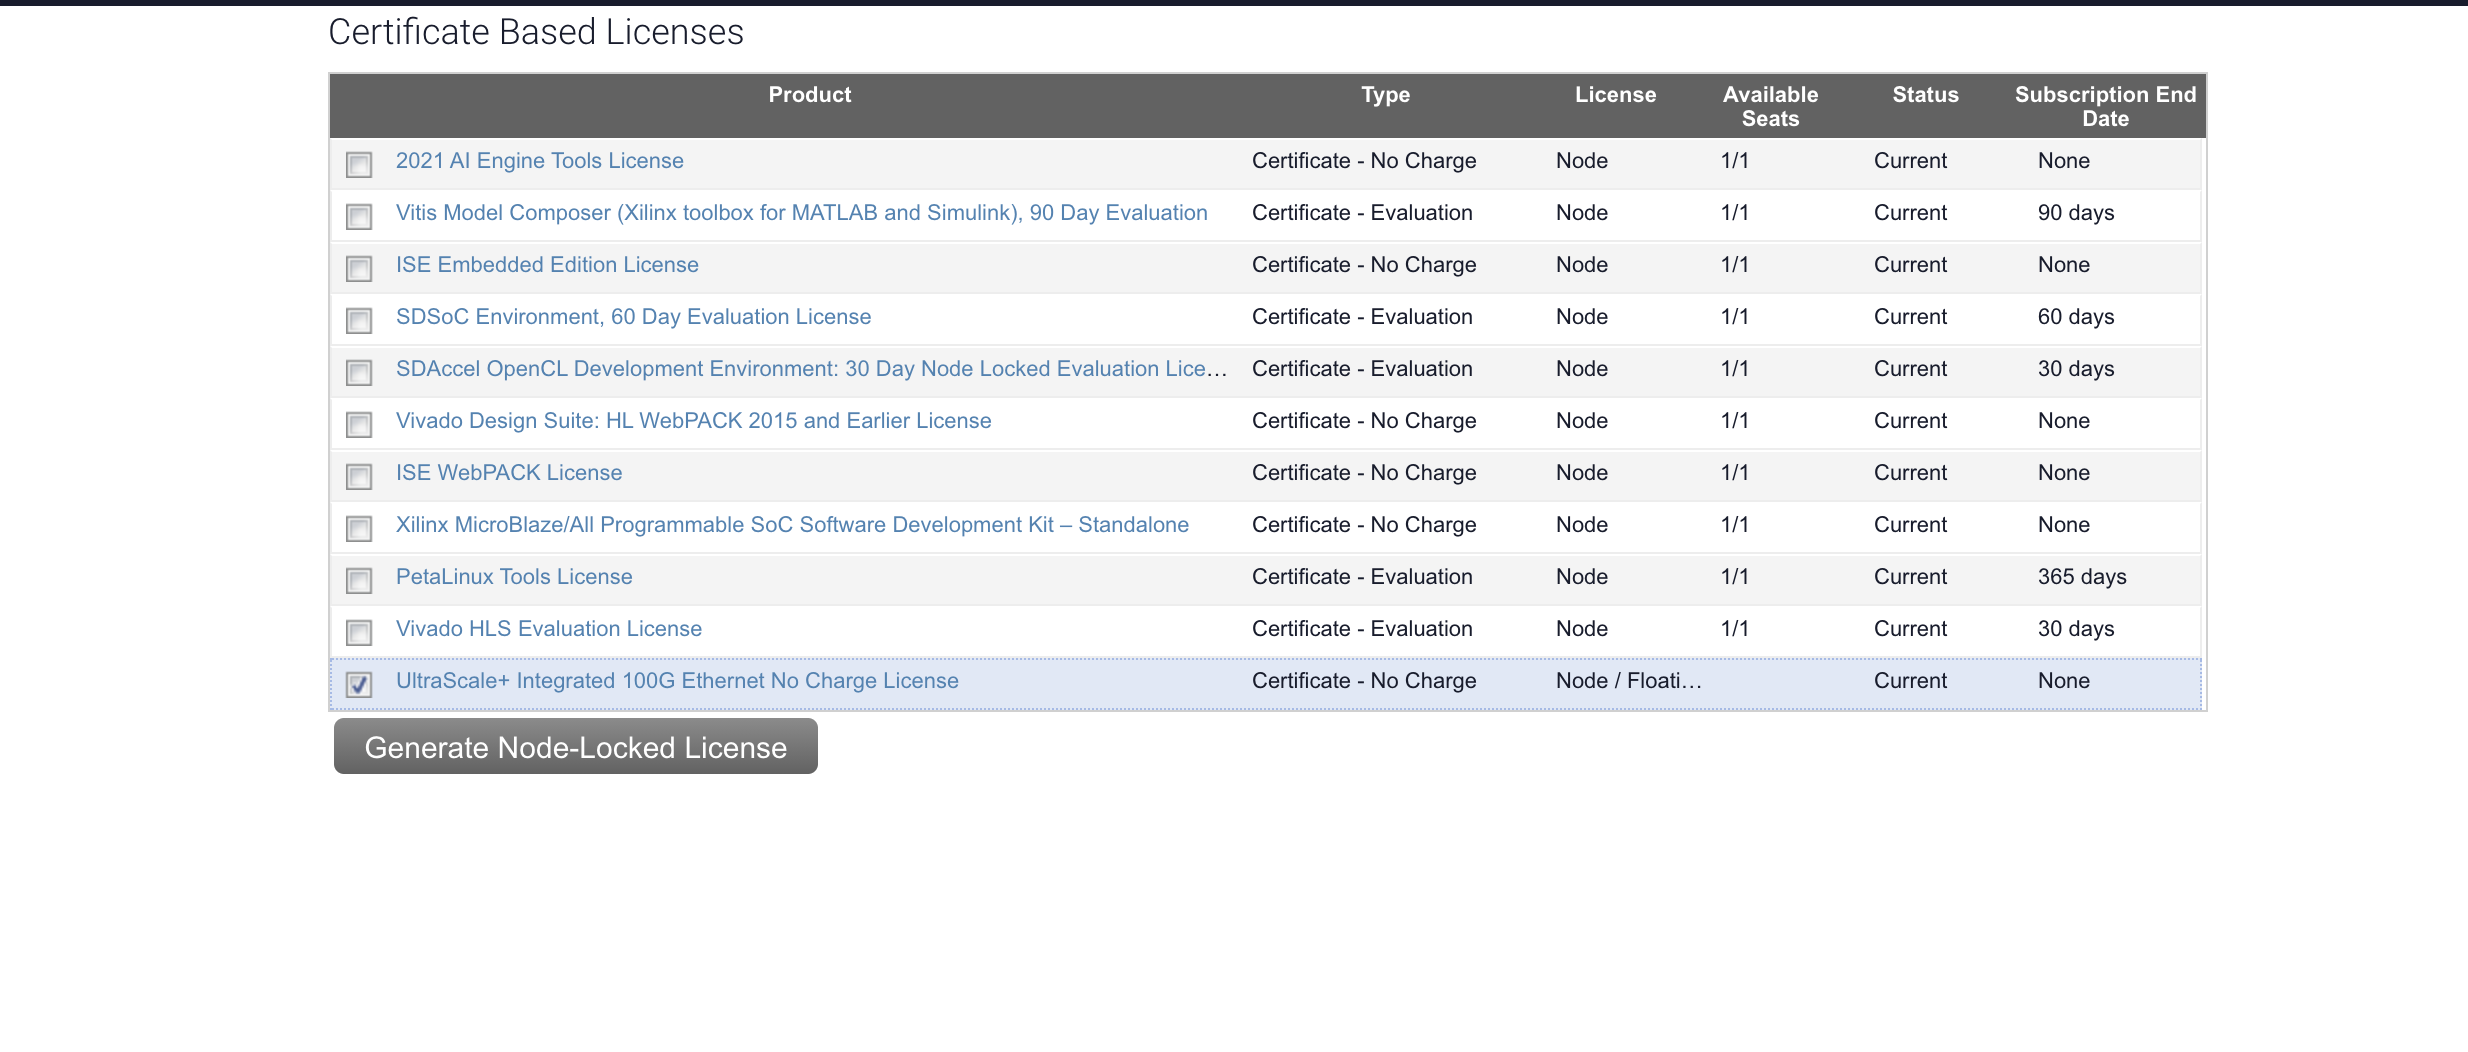 Certificate Based Licenses
Product Type License Available Seats Status Subscription End Date
2021 AI Engine Tools License Certificate - No Charge Node 1/1 Current None
Vitis Model Composer (Xilinx toolbox for MATLAB and Simulink), 90 Day Evaluation Certificate - Evaluation Node 1/1 Current 90 days
ISE Embedded Edition License Certificate - No Charge Node 1/1 Current None
SDSoC Environment, 60 Day Evaluation License Certificate - Evaluation Node 1/1 Current 60 days
SDAccel OpenCL Development Environment: 30 Day Node Locked Evaluation Lice… Certificate - Evaluation Node 1/1 Current 30 days
Vivado Design Suite: HL WebPACK 2015 and Earlier License Certificate - No Charge Node 1/1 Current None
ISE WebPACK License Certificate - No Charge Node 1/1 Current None
Xilinx MicroBlaze/All Programmable SoC Software Development Kit – Standalone Certificate - No Charge Node 1/1 Current None
PetaLinux Tools License Certificate - Evaluation Node 1/1 Current 365 days
Vivado HLS Evaluation License Certificate - Evaluation Node 1/1 Current 30 days
UltraScale+ Integrated 100G Ethernet No Charge License Certificate - No Charge Node / Floati… Current None
Generate Node-Locked License